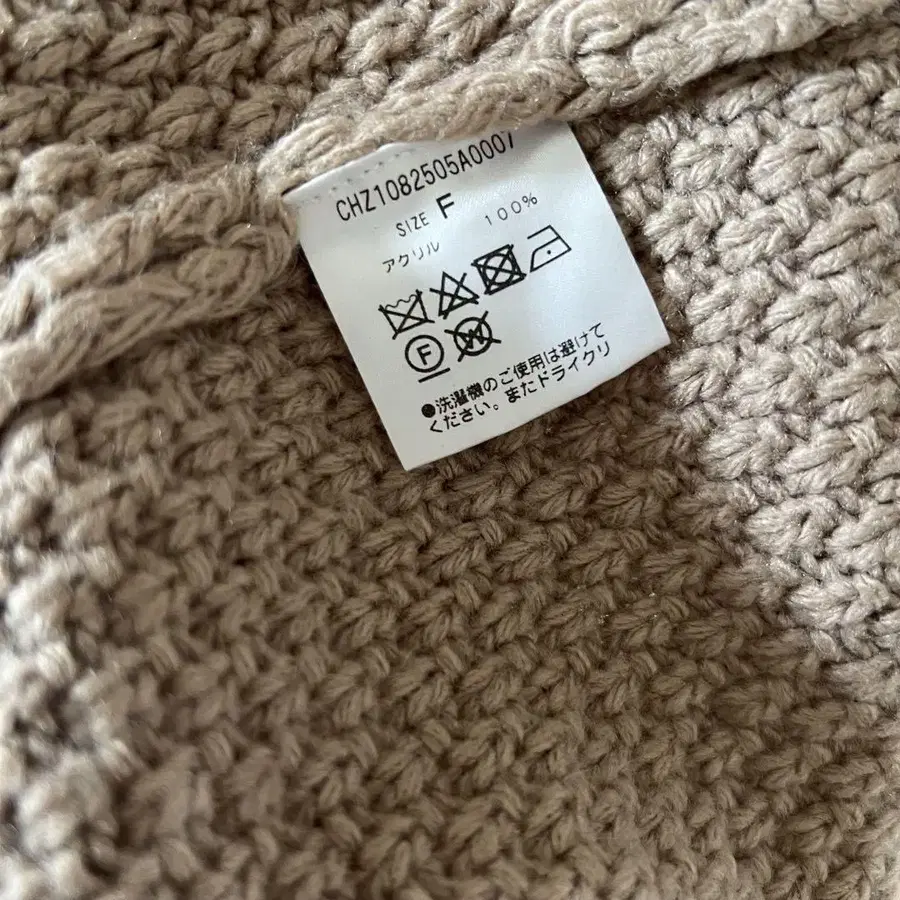 CHZ1082505A0007
SIZE F
アクリル 100%
F W
●洗濯機のご使用は避けて
ください。またドライクリ